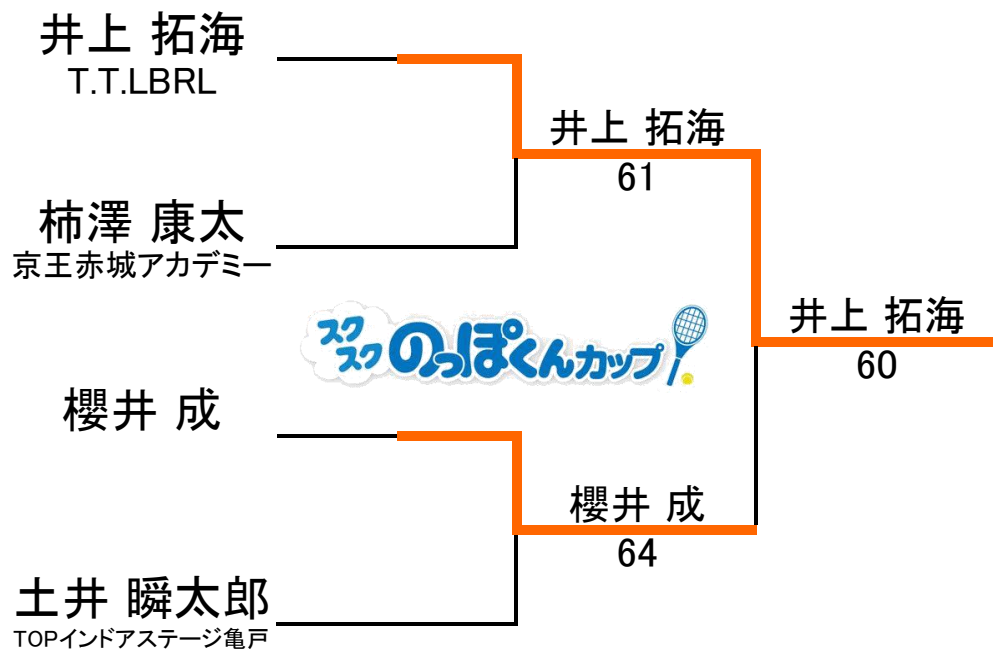 井上 拓海
T.T.LBRL
井上 拓海
61
柿澤 康太
京王赤城アカデミー
井上 拓海
60
スク
スク のっぽくんカップ
櫻井 成
櫻井 成
64
土井 瞬太郎
TOPインドアステージ亀戸